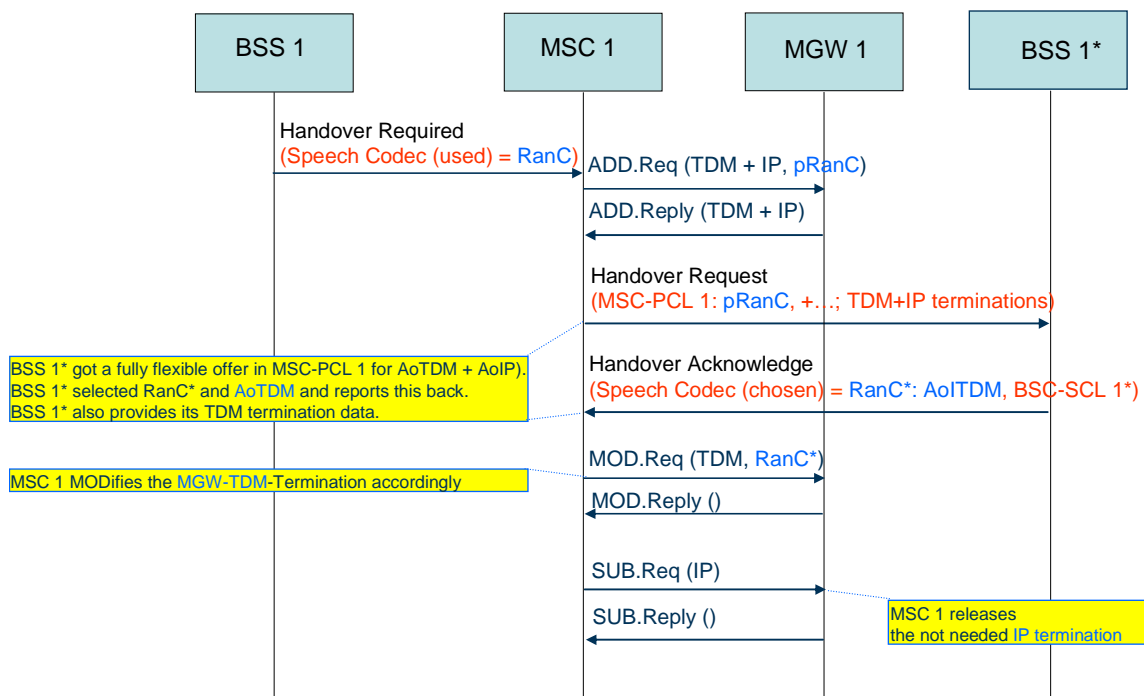 BSS 1
MSC 1
MGW 1
BSS 1*
Handover Required
(Speech Codec (used) = RanC)
ADD.Req (TDM + IP, pRanC)
ADD.Reply (TDM + IP)
Handover Request
(MSC-PCL 1: pRanC, +…; TDM+IP terminations)
BSS 1* got a fully flexible offer in MSC-PCL 1 for AoTDM + AoIP).
BSS 1* selected RanC* and AoTDM and reports this back.
BSS 1* also provides its TDM termination data.
Handover Acknowledge
(Speech Codec (chosen) = RanC*: AoITDM, BSC-SCL 1*)
MOD.Req (TDM, RanC*)
MSC 1 MODifies the MGW-TDM-Termination accordingly
MOD.Reply ()
SUB.Req (IP)
MSC 1 releases
the not needed IP termination
SUB.Reply ()